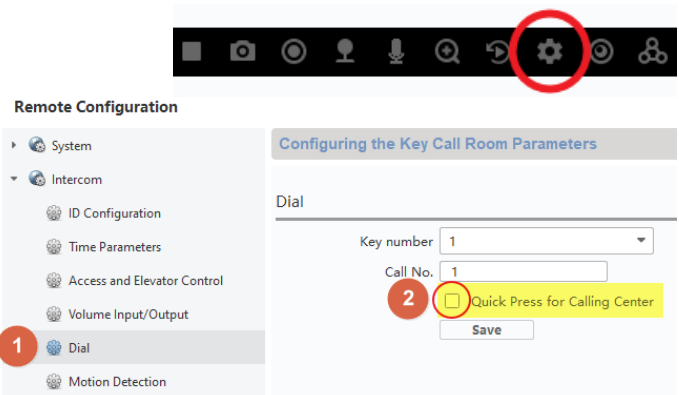 Remote Configuration
System
Intercom
ID Configuration
Time Parameters
Access and Elevator Control
Volume Input/Output
1
Dial
Motion Detection
Configuring the Key Call Room Parameters
Dial
Key number 1
Call No. 1
2 Quick Press for Calling Center
Save